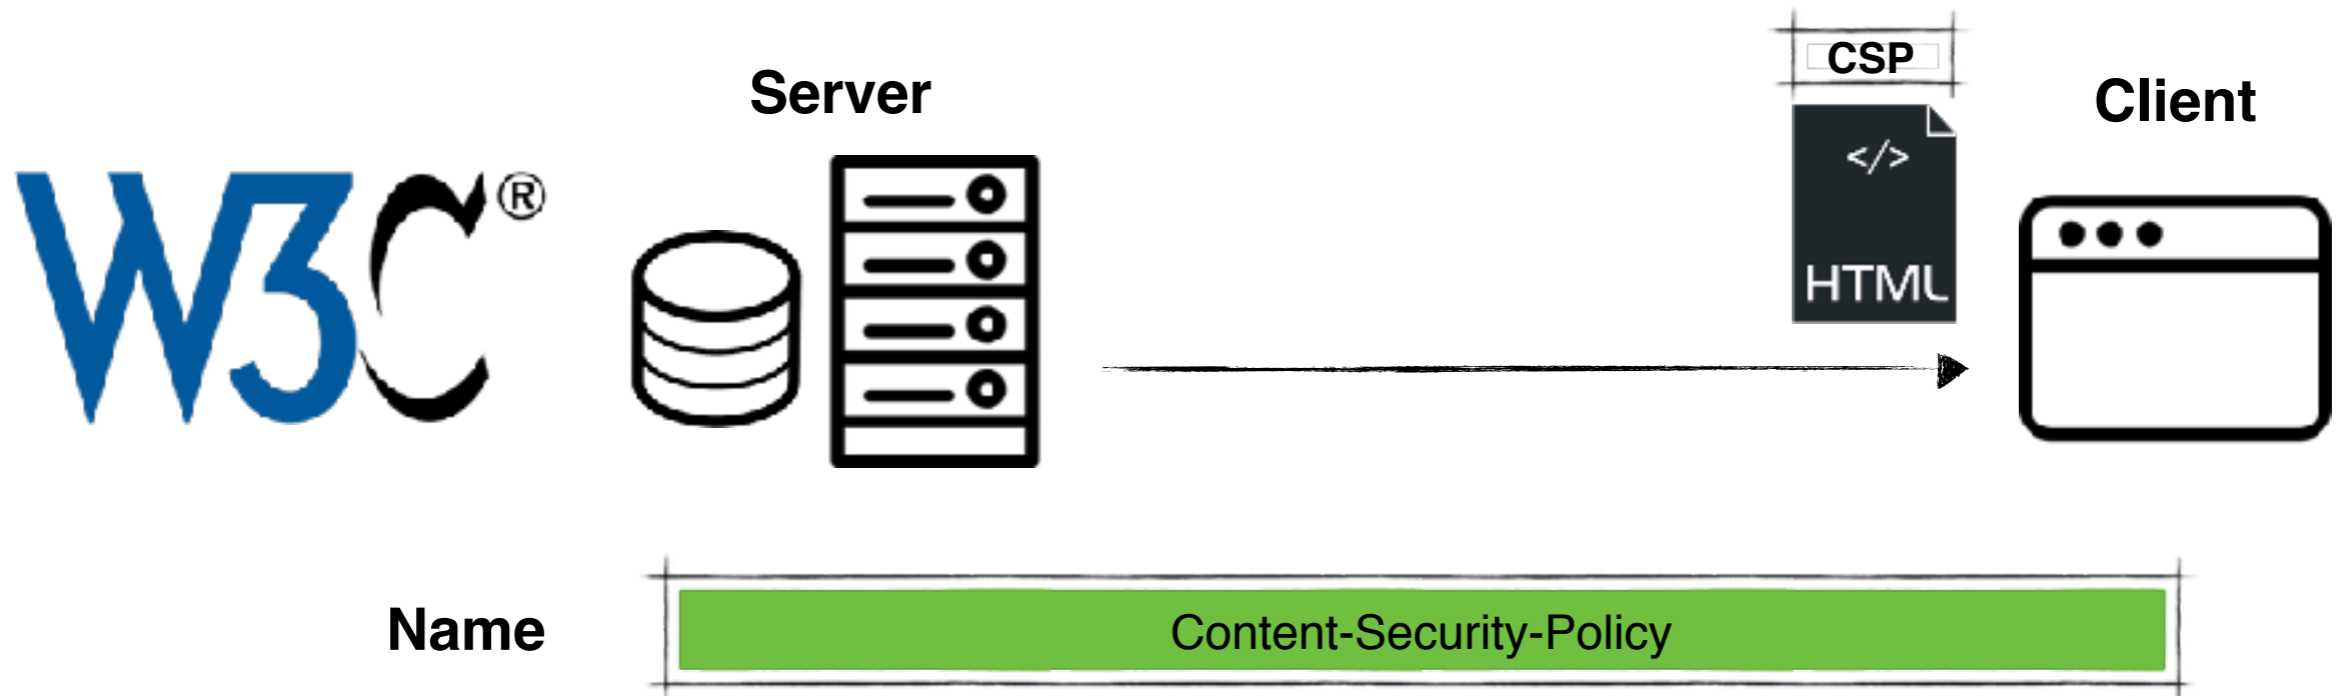 CSP
Server
Client
W3C®
</>
HTML
Name
Content-Security-Policy